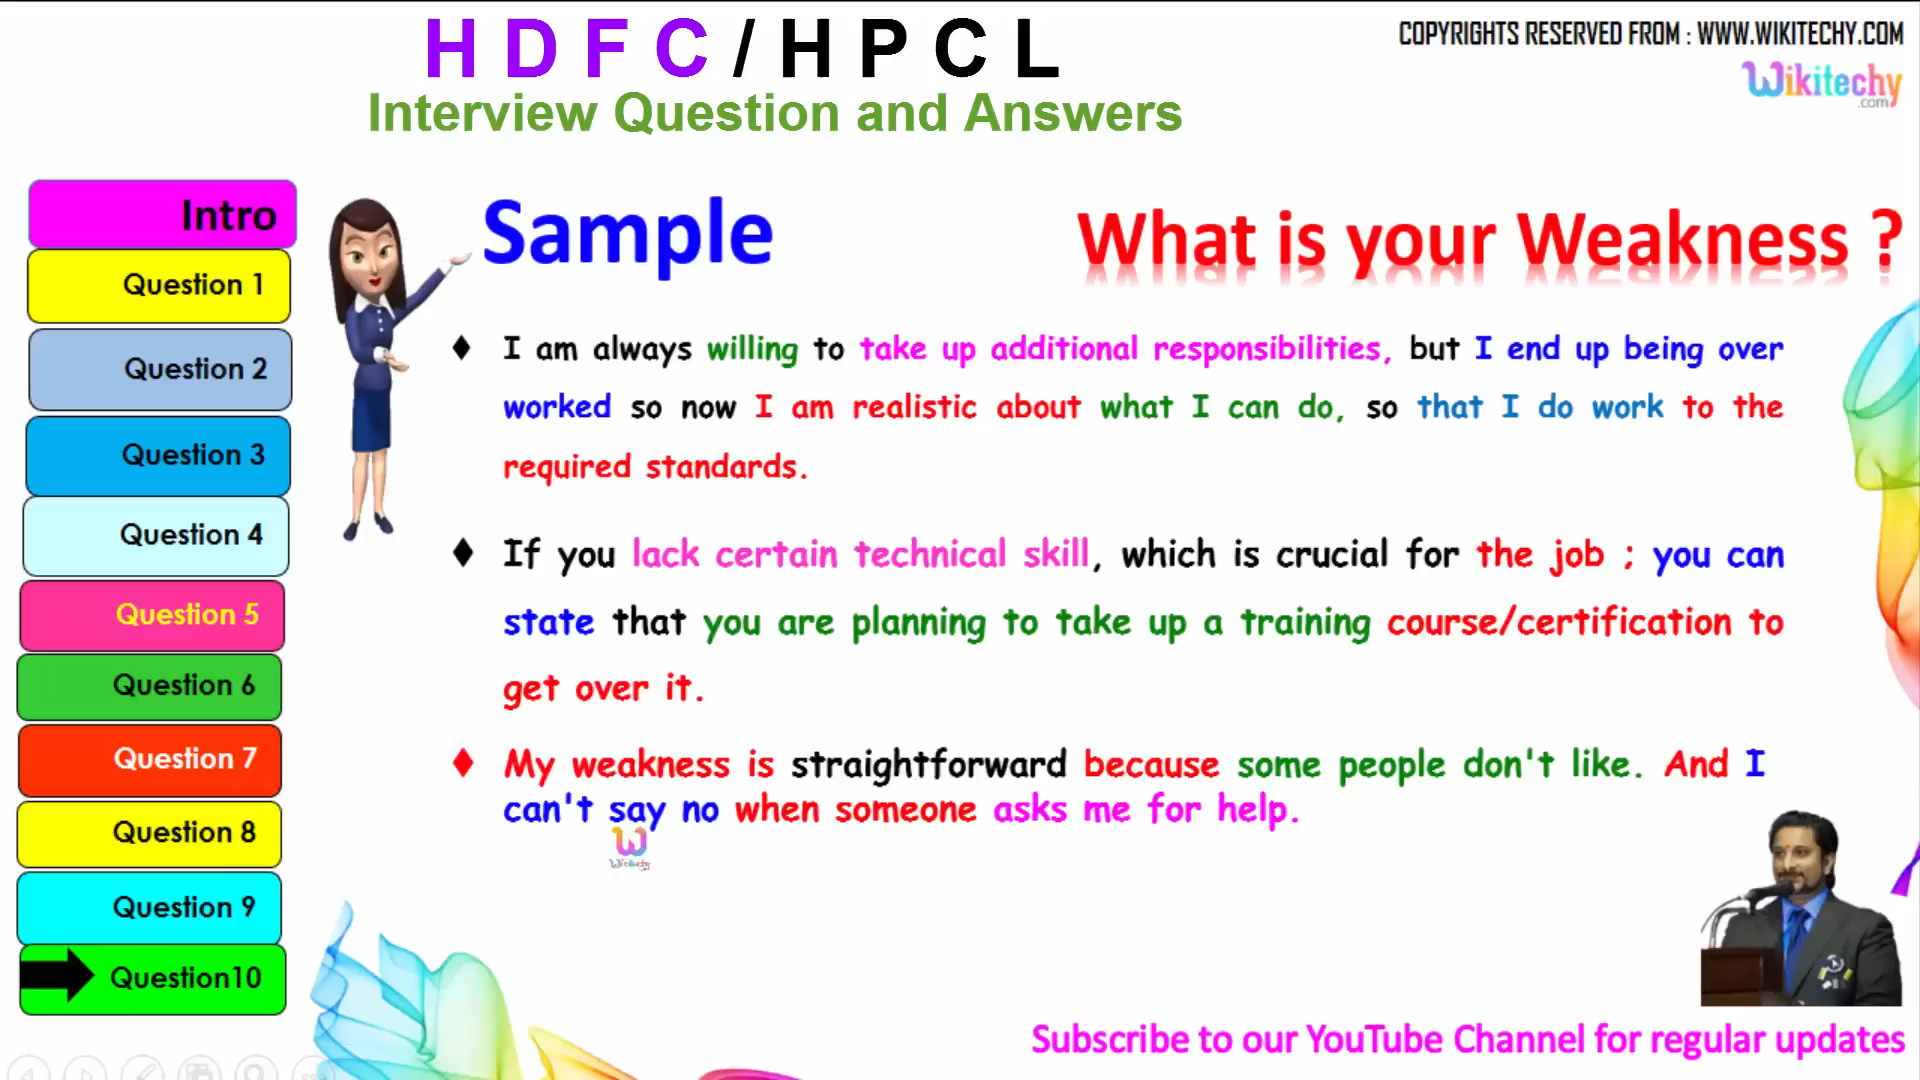 H D F C / H P C L
Interview Question and Answers
COPYRIGHTS RESERVED FROM : WWW.WIKITECHY.COM
Wikitechy
.com
Intro
Question 1
Question 2
Question 3
Question 4
Question 5
Question 6
Question 7
Question 8
Question 9
Question10
Sample
What is your Weakness ?
♦ I am always willing to take up additional responsibilities, but I end up being over
worked so now I am realistic about what I can do, so that I do work to the
required standards.
♦ If you lack certain technical skill, which is crucial for the job ; you can
state that you are planning to take up a training course/certification to
get over it.
♦ My weakness is straightforward because some people don't like. And I
can't say no when someone asks me for help.
W
Wikitechy
Subscribe to our YouTube Channel for regular updates